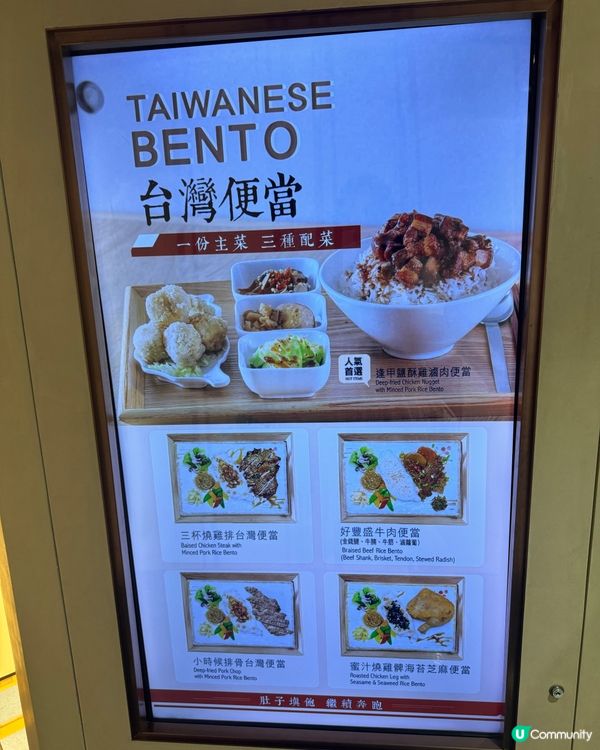 TAIWANESE
BENTO
台灣便當
一份主菜 三種配菜
人氣
首選
HOT ITEMS
逢甲鹽酥雞滷肉便當
Deep-fried Chicken Nugget
with Minced Pork Rice Bento
三杯燒雞排台灣便當
Baised Chicken Steak with
Minced Pork Rice Bento
好豐盛牛肉便當
(金錢腱、牛腩、牛筋、滷蘿蔔)
Braised Beef Rice Bento
(Beef Shank, Brisket, Tendon, Stewed Radish)
小時候排骨台灣便當
Deep-fried Pork Chop
with Minced Pork Rice Bento
蜜汁燒雞髀海苔芝麻便當
Roasted Chicken Leg with
Seasame & Seaweed Rice Bento
肚子填飽 繼續奔跑
U Community